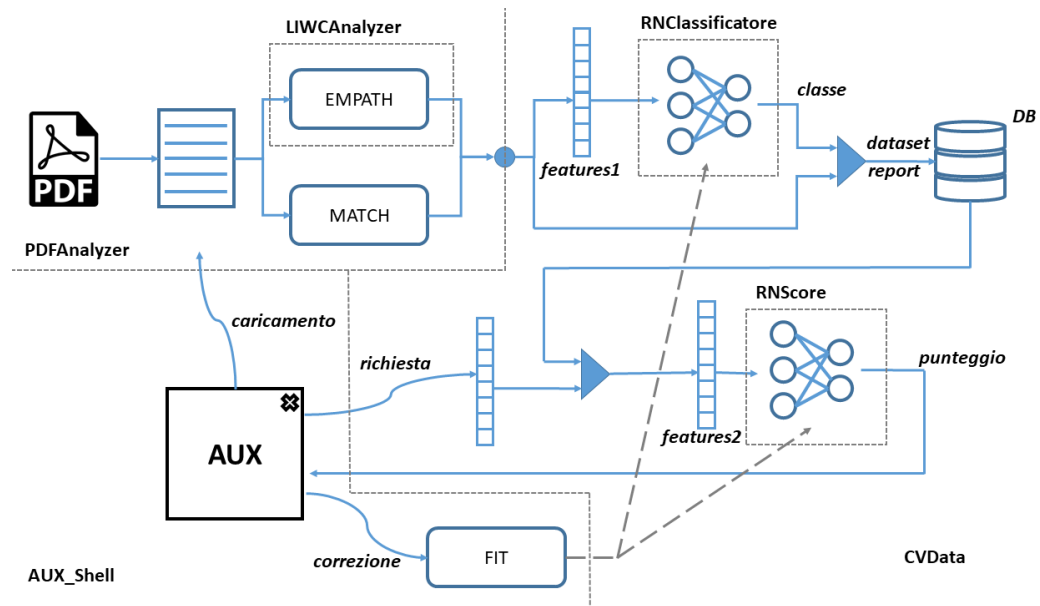 LIWCAnalyzer
RNClassificatore
EMPATH
classe
DB
PDF
features1
dataset
report
MATCH
PDFAnalyzer
RNScore
caricamento
richiesta
punteggio
features2
AUX
correzione
FIT
AUX_Shell
CVData